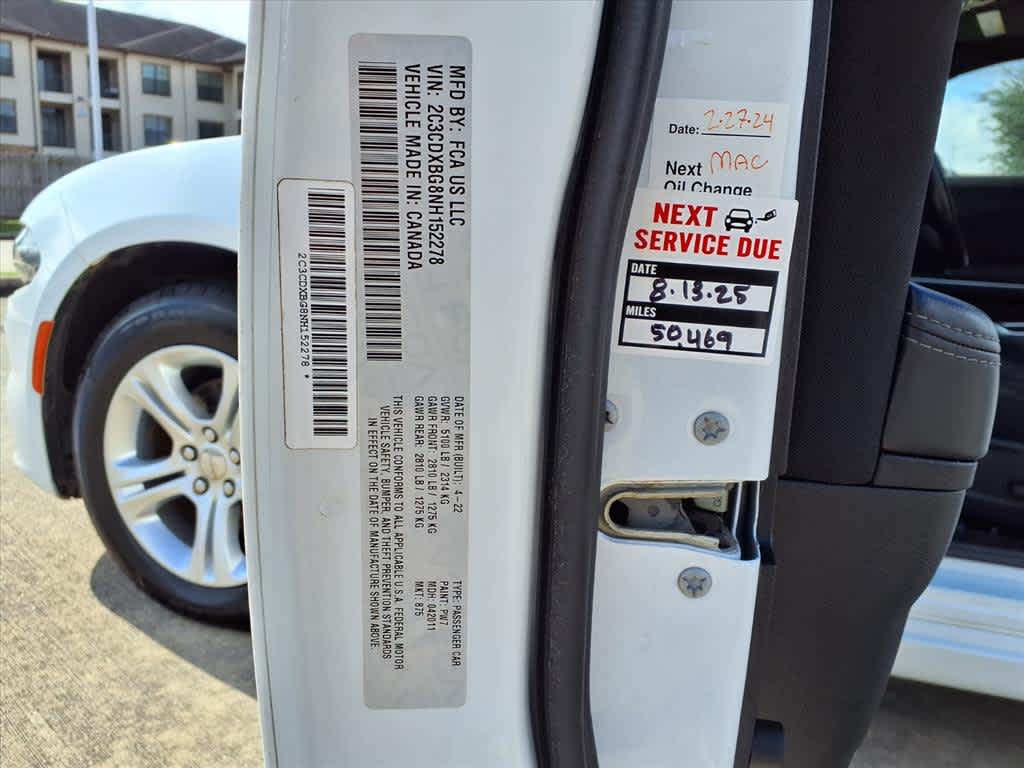 MFD BY: FCA US LLC
VIN: 2C3CDXBG8NH152278
VEHICLE MADE IN: CANADA
DATE OF MFR (BUILT): 4-22
GVWR: 5100 LB / 2314 KG
GAWR FRONT: 2810 LB / 1275 KG
GAWR REAR: 2810 LB / 1275 KG
TYPE: PASSENGER CAR
PAINT: PW7
MDH: 042011
MKT: 875
THIS VEHICLE CONFORMS TO ALL APPLICABLE U.S.A. FEDERAL MOTOR
VEHICLE SAFETY, BUMPER, AND THEFT PREVENTION STANDARDS
IN EFFECT ON THE DATE OF MANUFACTURE SHOWN ABOVE.
2C3CDXBG8NH152278 *
Date: 2.27.24
Next MAC
Oil Change
NEXT
SERVICE DUE
DATE
8.13.25
MILES
50,469